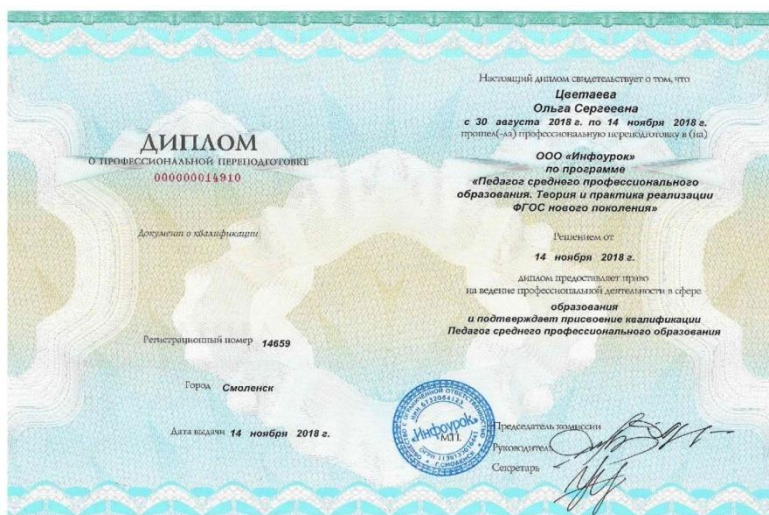 ДИПЛОМ
О ПРОФЕССИОНАЛЬНОЙ ПЕРЕПОДГОТОВКЕ
000000014910
Документ о квалификации
Регистрационный номер 14659
Город Смоленск
Дата выдачи 14 ноября 2018 г.
Настоящий диплом свидетельствует о том, что
Цветаева
Ольга Сергеевна
с 30 августа 2018 г. по 14 ноября 2018 г.
прошел(-ла) профессиональную переподготовку в (на)
ООО «Инфоурок»
по программе
«Педагог среднего профессионального
образования. Теория и практика реализации
ФГОС нового поколения»
Решением от
14 ноября 2018 г.
диплом предоставляет право
на ведение профессиональной деятельности в сфере
образования
и подтверждает присвоение квалификации
Педагог среднего профессионального образования
Председатель комиссии
Руководитель
Секретарь
М.П.
«Инфоурок»
ОБЩЕСТВО С ОГРАНИЧЕННОЙ ОТВЕТСТВЕННОСТЬЮ
Г.СМОЛЕНСК